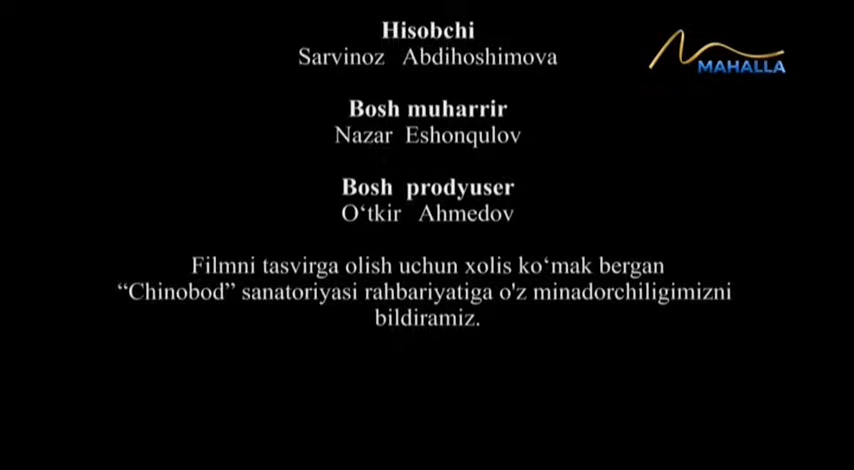 Hisobchi
Sarvinoz Abdihoshimova
MAHALLA
Bosh muharrir
Nazar Eshonqulov
Bosh prodyuser
O‘tkir Ahmedov
Filmni tasvirga olish uchun xolis ko‘mak bergan
“Chinobod” sanatoriyasi rahbariyatiga o'z minadorchiligimizni
bildiramiz.